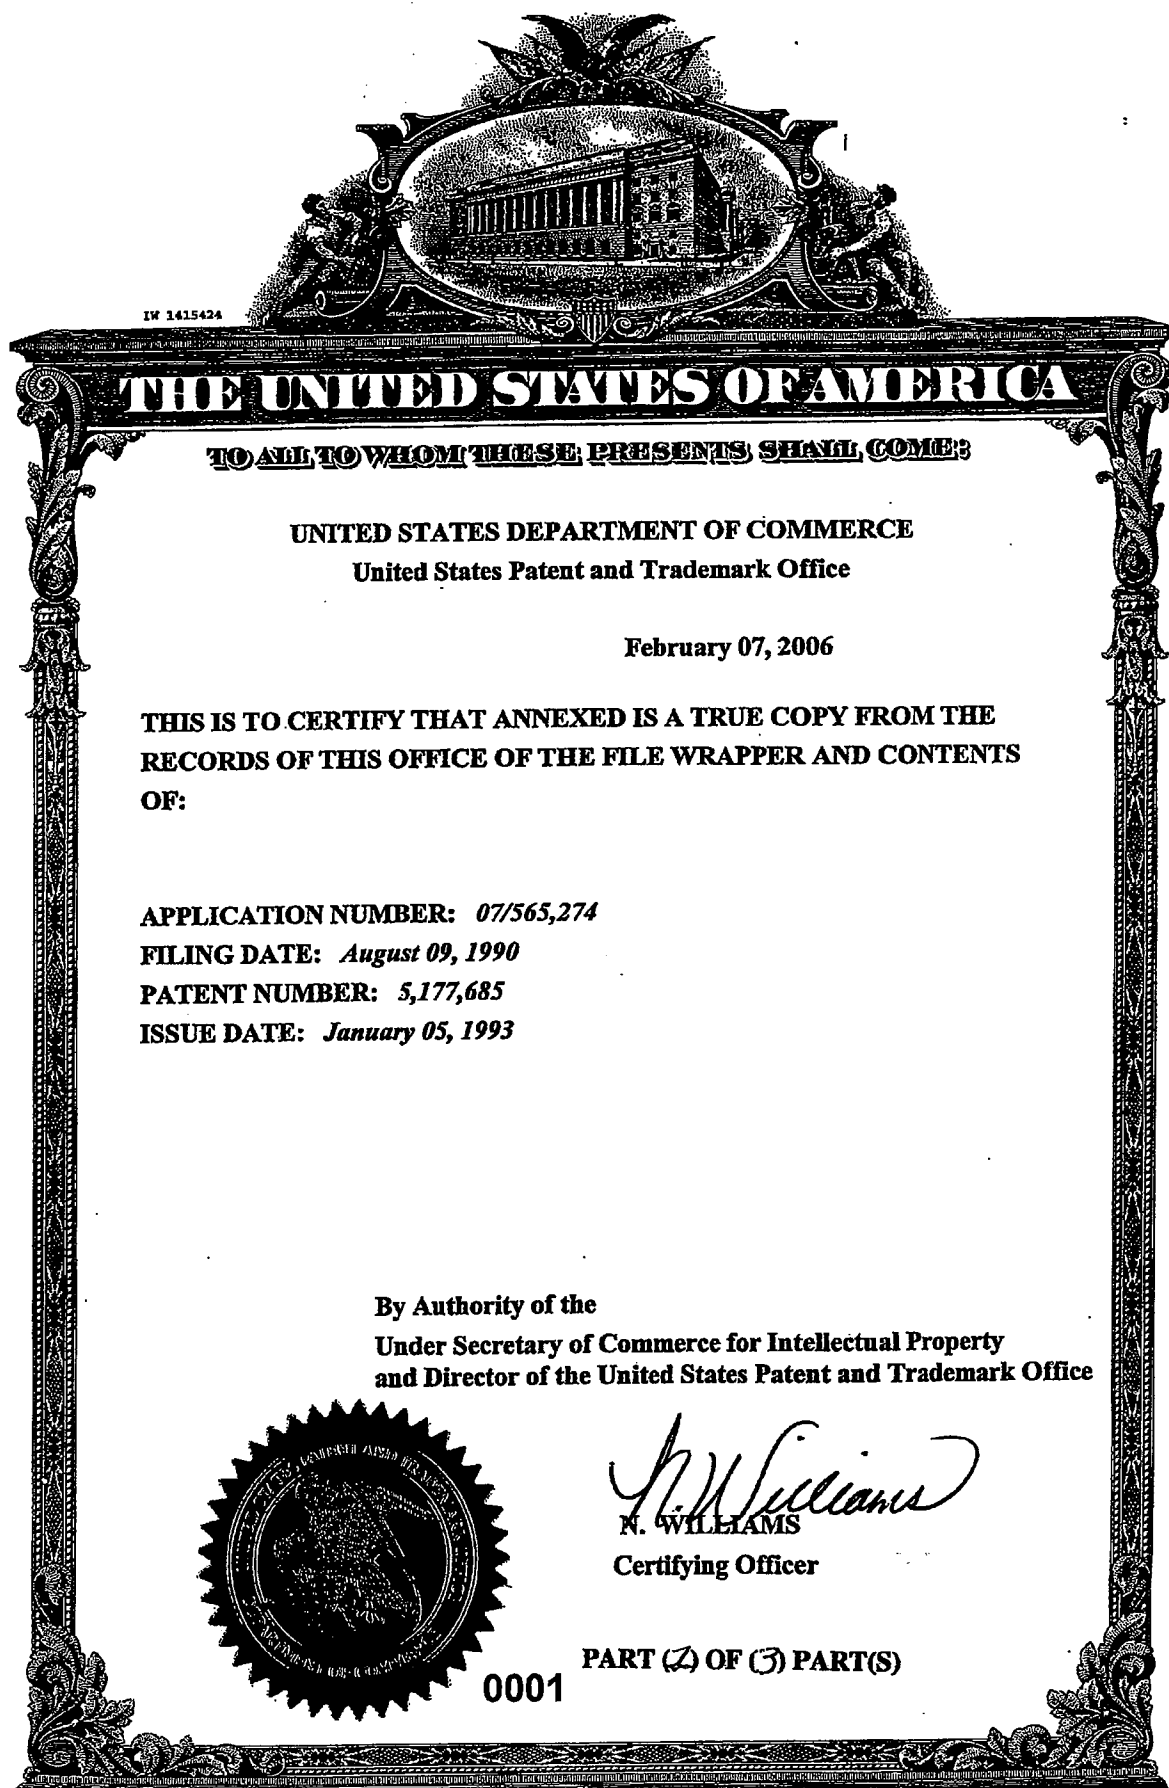 IW 1415424
THE UNITED STATES OF AMERICA
TO ALL TO WHOM THESE PRESENTS SHALL COME:
UNITED STATES DEPARTMENT OF COMMERCE
United States Patent and Trademark Office
February 07, 2006
THIS IS TO CERTIFY THAT ANNEXED IS A TRUE COPY FROM THE
RECORDS OF THIS OFFICE OF THE FILE WRAPPER AND CONTENTS
OF:
APPLICATION NUMBER: 07/565,274
FILING DATE: August 09, 1990
PATENT NUMBER: 5,177,685
ISSUE DATE: January 05, 1993
By Authority of the
Under Secretary of Commerce for Intellectual Property
and Director of the United States Patent and Trademark Office
N. Williams
N. WILLIAMS
Certifying Officer
PART (2) OF (3) PART(S)
0001